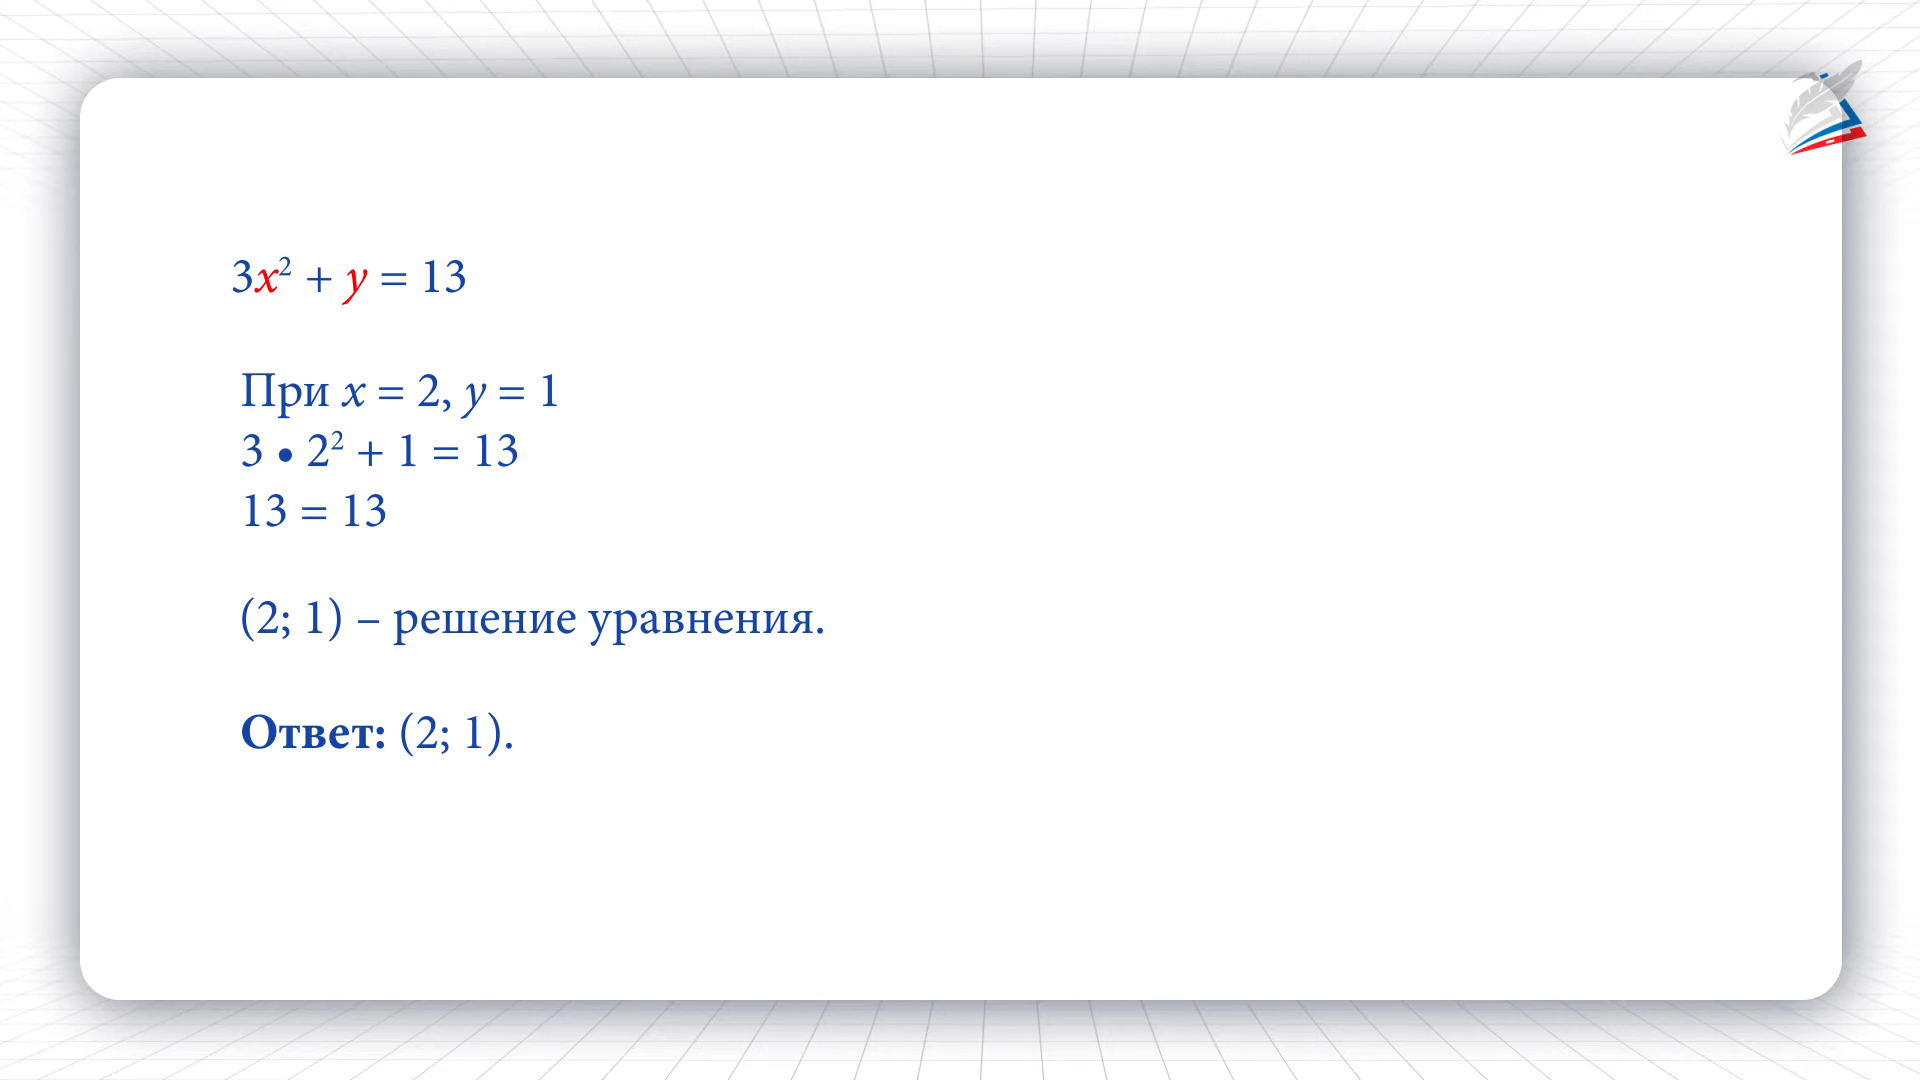 3x² + y = 13
При x = 2, y = 1
3 • 2² + 1 = 13
13 = 13
(2; 1) – решение уравнения.
Ответ: (2; 1).